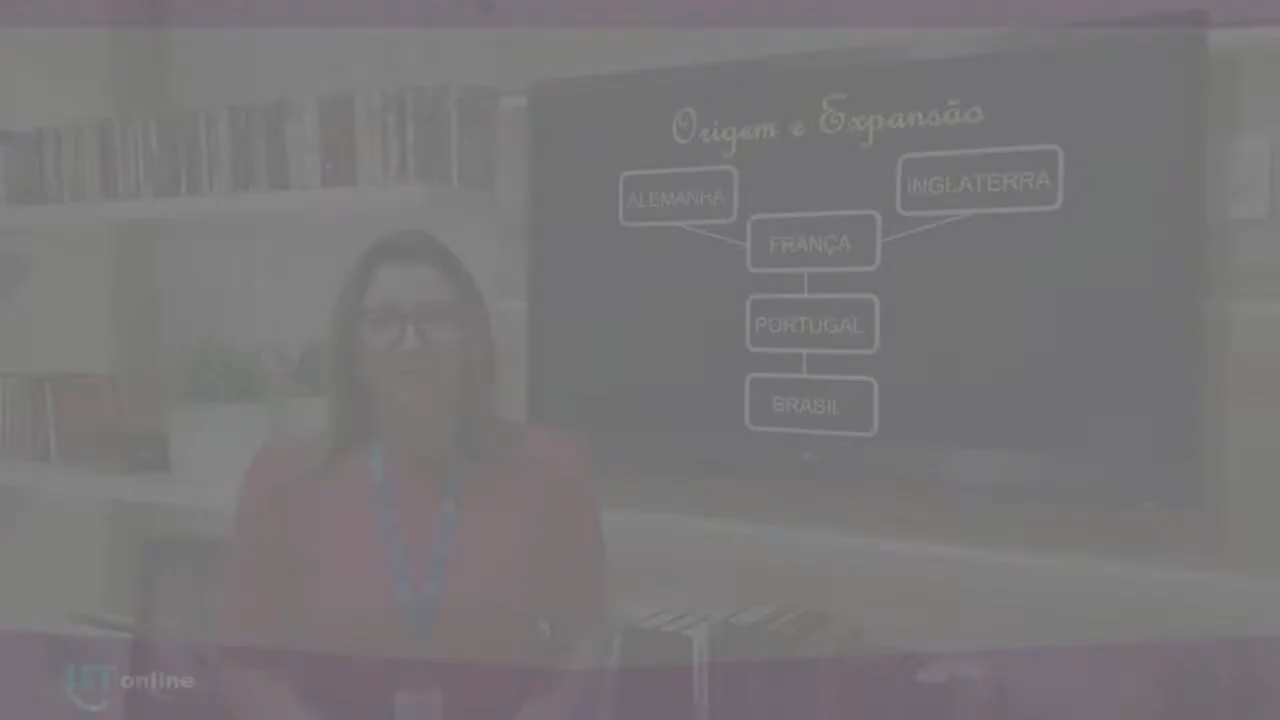 Origem e Expansão
ALEMANHA
INGLATERRA
FRANÇA
PORTUGAL
BRASIL
online